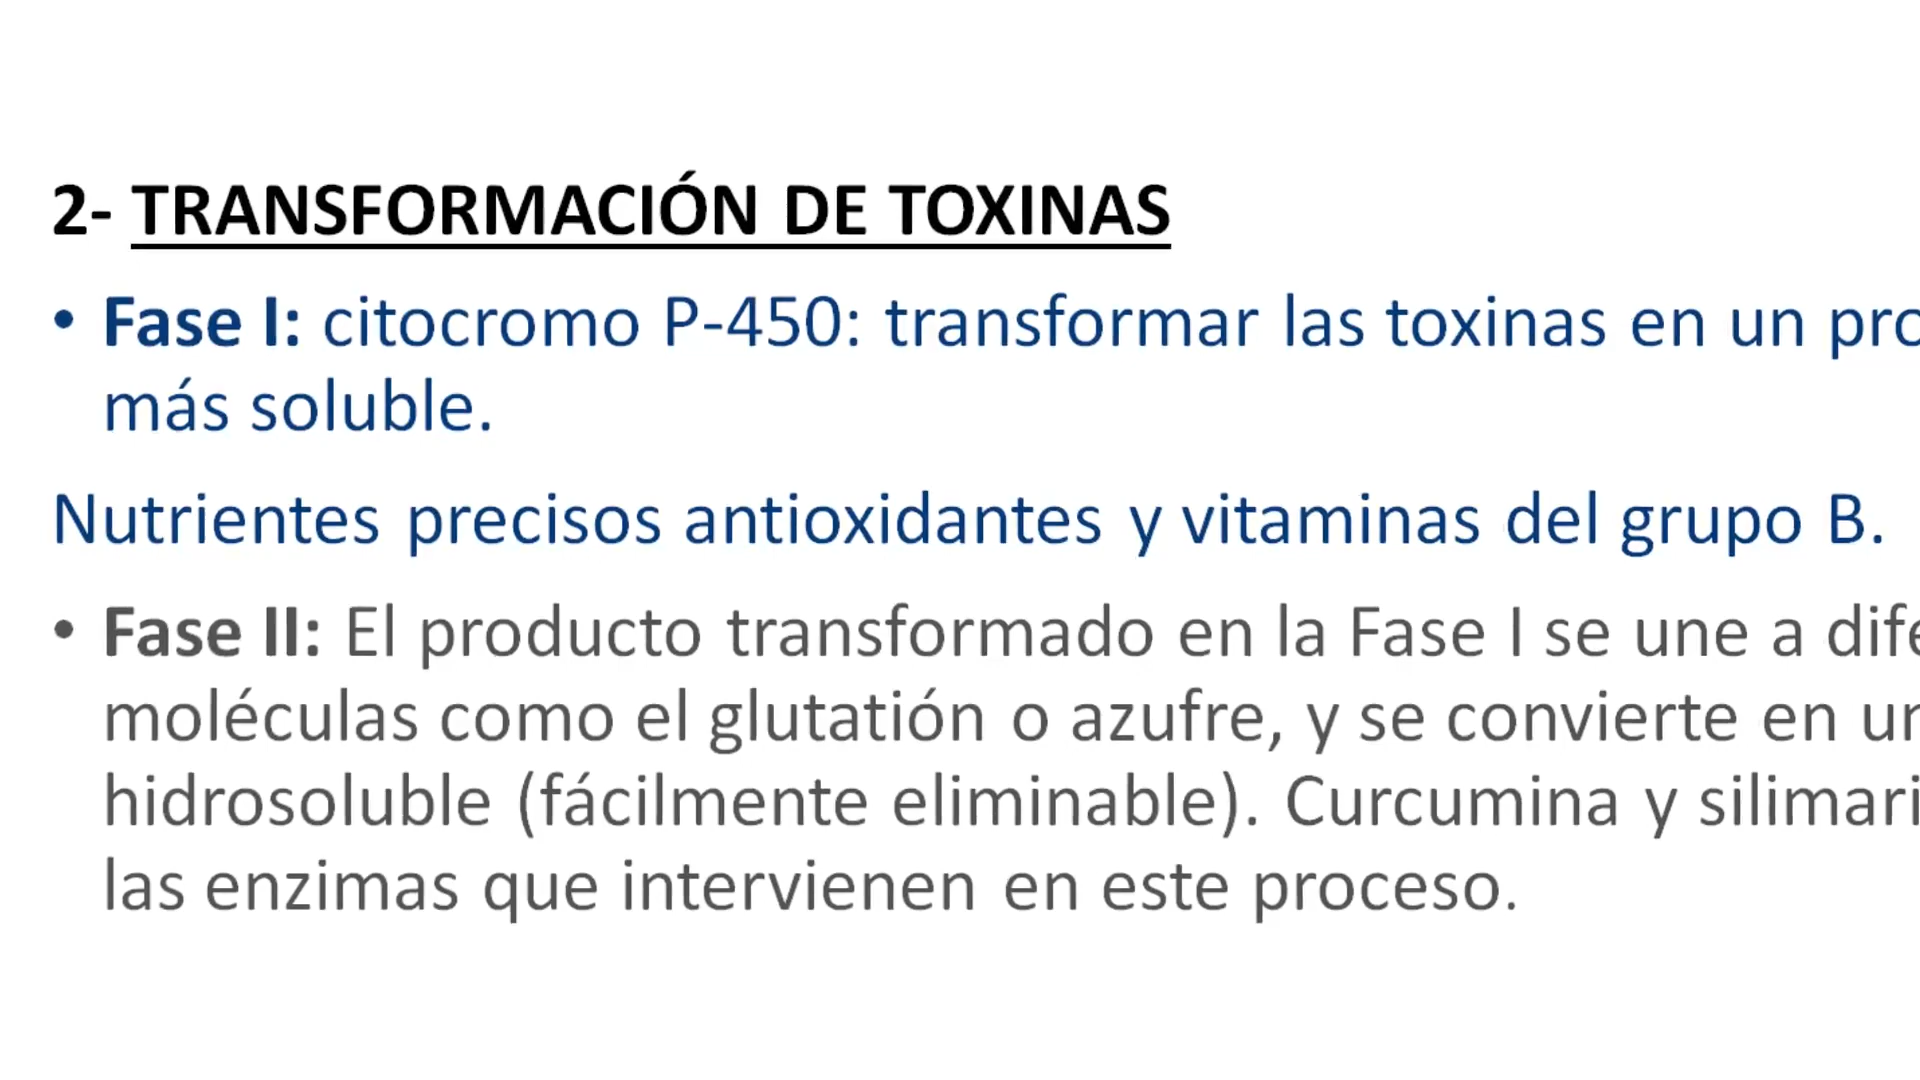 2- TRANSFORMACIÓN DE TOXINAS
• Fase I: citocromo P-450: transformar las toxinas en un
más soluble.
Nutrientes precisos antioxidantes y vitaminas del grupo B.
• Fase II: El producto transformado en la Fase I se une a
moléculas como el glutatión o azufre, y se convierte en
hidrosoluble (fácilmente eliminable). Curcumina y
las enzimas que intervienen en este proceso.